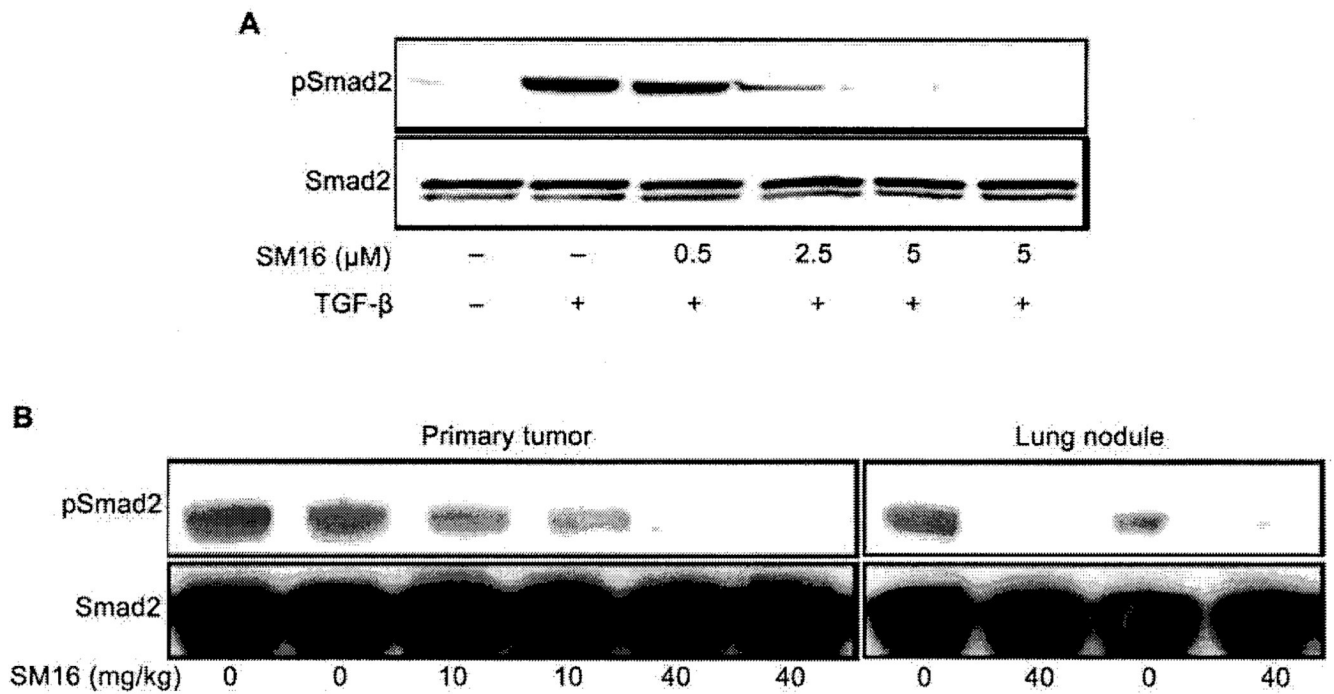 A
pSmad2
Smad2
SM16 (μM) – – 0.5 2.5 5 5
TGF-β – + + + + +
B
Primary tumor Lung nodule
pSmad2
Smad2
SM16 (mg/kg) 0 0 10 10 40 40 0 40 0 40